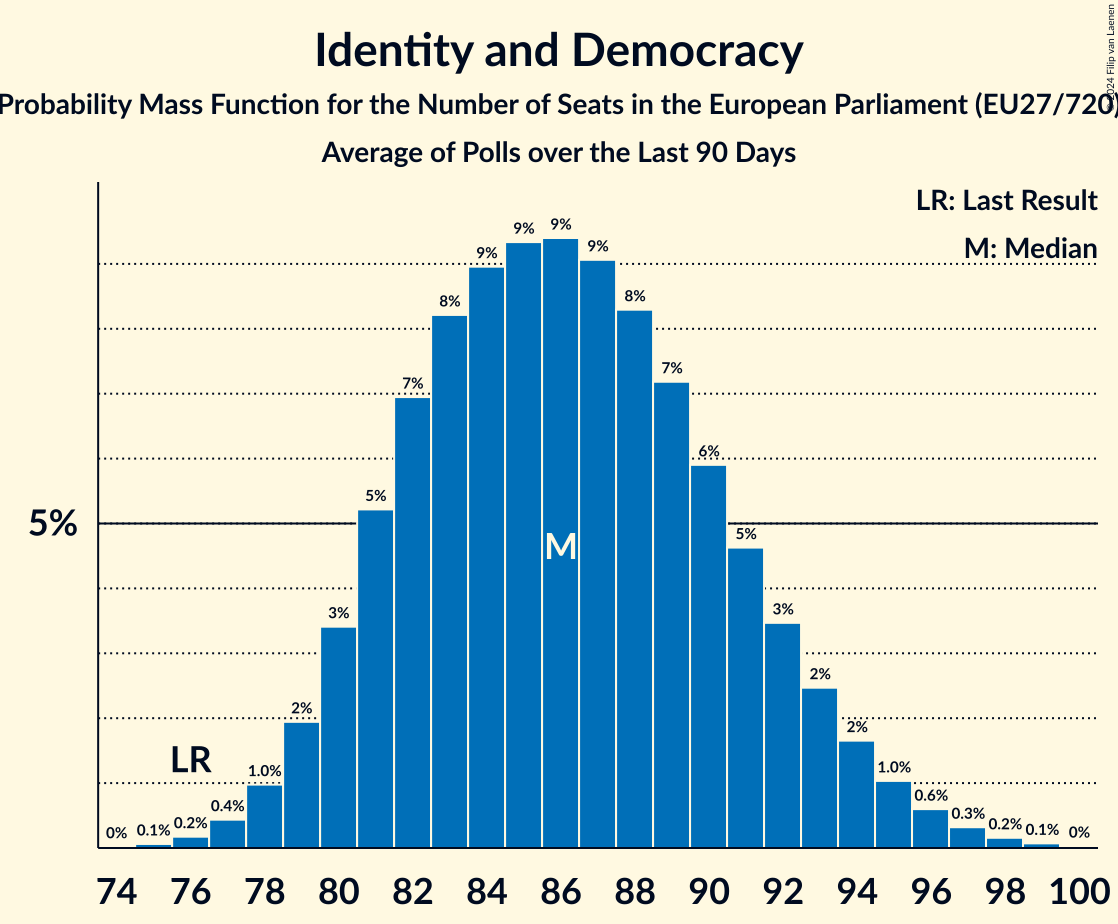 Identity and Democracy
Probability Mass Function for the Number of Seats in the European Parliament (EU27/720)
Average of Polls over the Last 90 Days
© 2024 Filip van Laenen
LR: Last Result
M: Median
5%
0% 0.1% 0.2% 0.4% 1.0% 2% 3% 5% 7% 8% 9% 9% 9% 9% 8% 7% 6% 5% 3% 2% 2% 1.0% 0.6% 0.3% 0.2% 0.1% 0%
LR
M
74 76 78 80 82 84 86 88 90 92 94 96 98 100